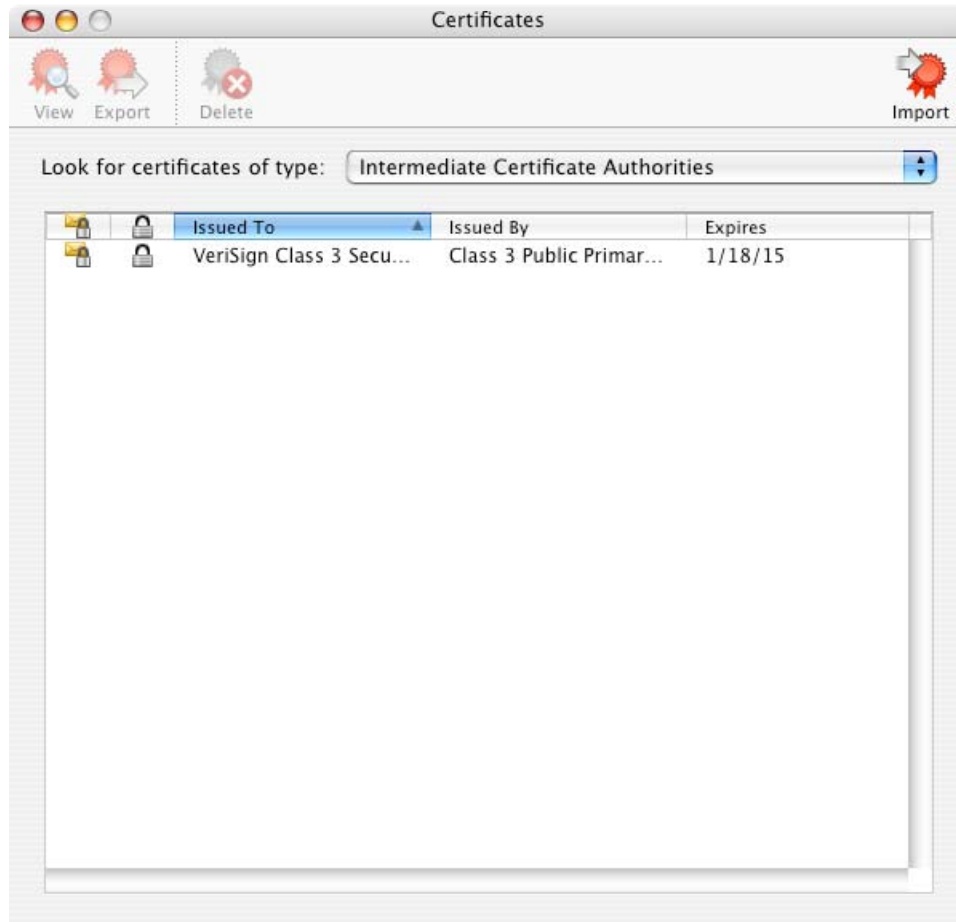 Certificates
View Export Delete Import
Look for certificates of type: Intermediate Certificate Authorities
Issued To Issued By Expires
VeriSign Class 3 Secu... Class 3 Public Primar... 1/18/15